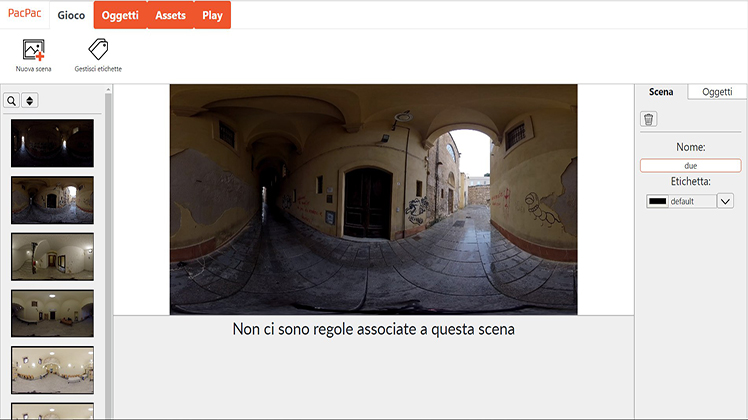 PacPac
Gioco
Oggetti
Assets
Play
Nuova scena
Gestisci etichette
Scena
Oggetti
Nome:
due
Etichetta:
default
Non ci sono regole associate a questa scena